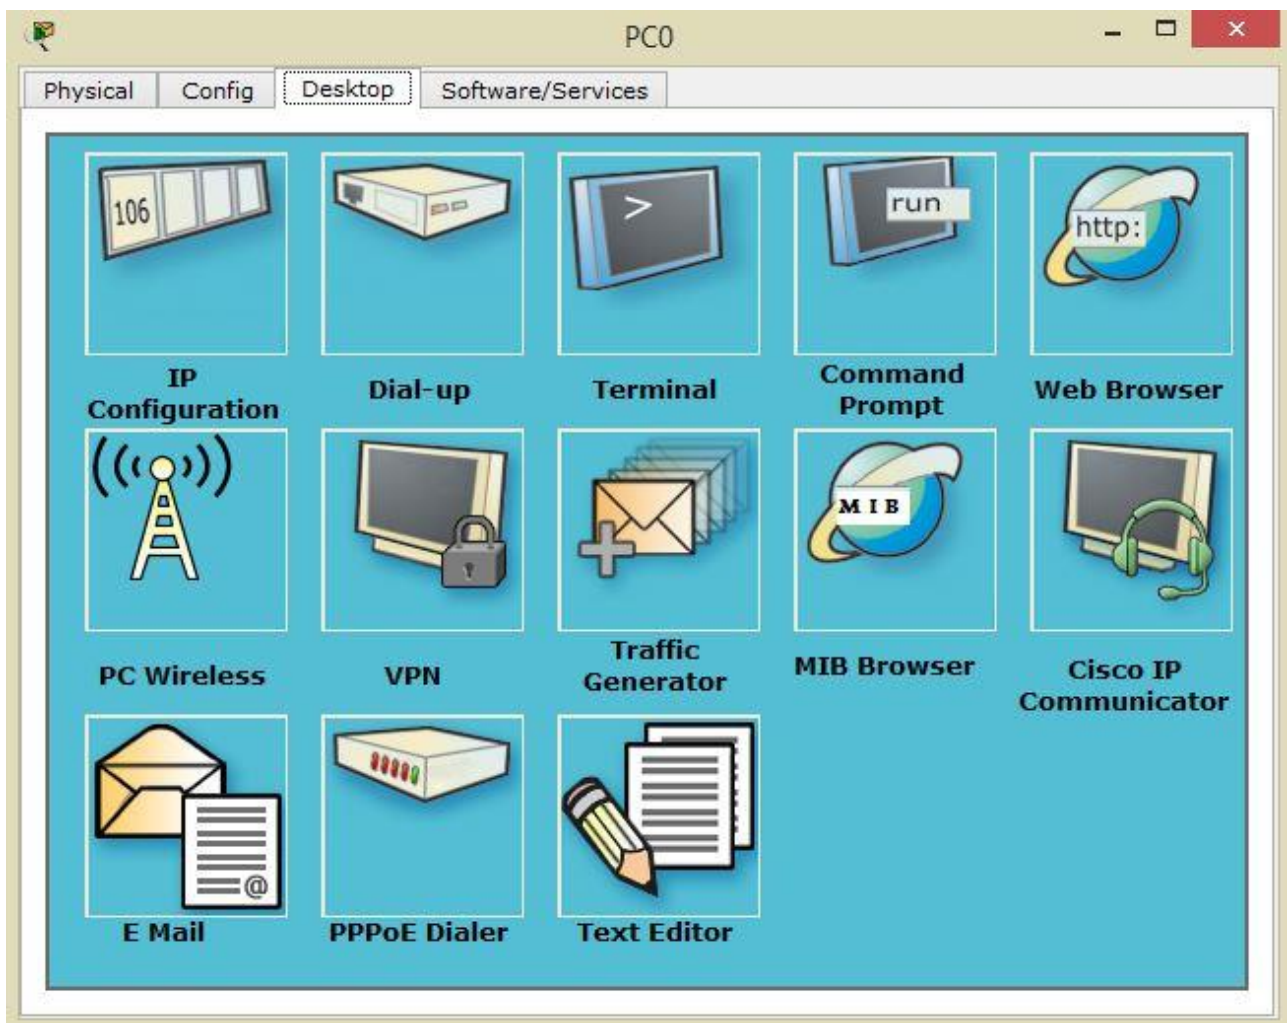 PC0
Physical Config Desktop Software/Services
106
>
run
http:
IP
Configuration
Dial-up
Terminal
Command
Prompt
Web Browser
MIB
PC Wireless
VPN
Traffic
Generator
MIB Browser
Cisco IP
Communicator
@
E Mail
PPPoE Dialer
Text Editor